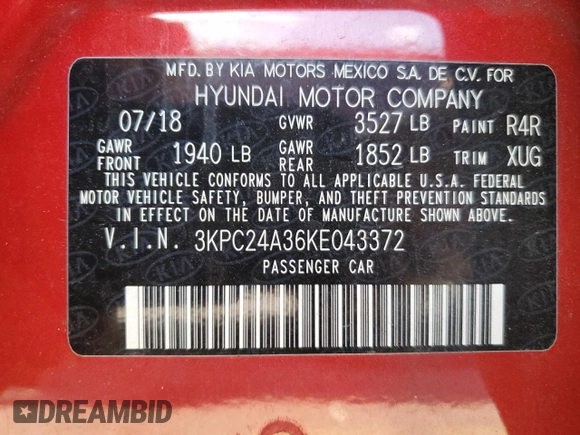 MFD. BY KIA MOTORS MEXICO S.A. DE C.V. FOR
HYUNDAI MOTOR COMPANY
07/18 GVWR 3527 LB PAINT R4R
GAWR FRONT 1940 LB GAWR REAR 1852 LB TRIM XUG
THIS VEHICLE CONFORMS TO ALL APPLICABLE U.S.A. FEDERAL
MOTOR VEHICLE SAFETY, BUMPER, AND THEFT PREVENTION STANDARDS
IN EFFECT ON THE DATE OF MANUFACTURE SHOWN ABOVE.
V.I.N. 3KPC24A36KE043372
PASSENGER CAR
DREAMBID